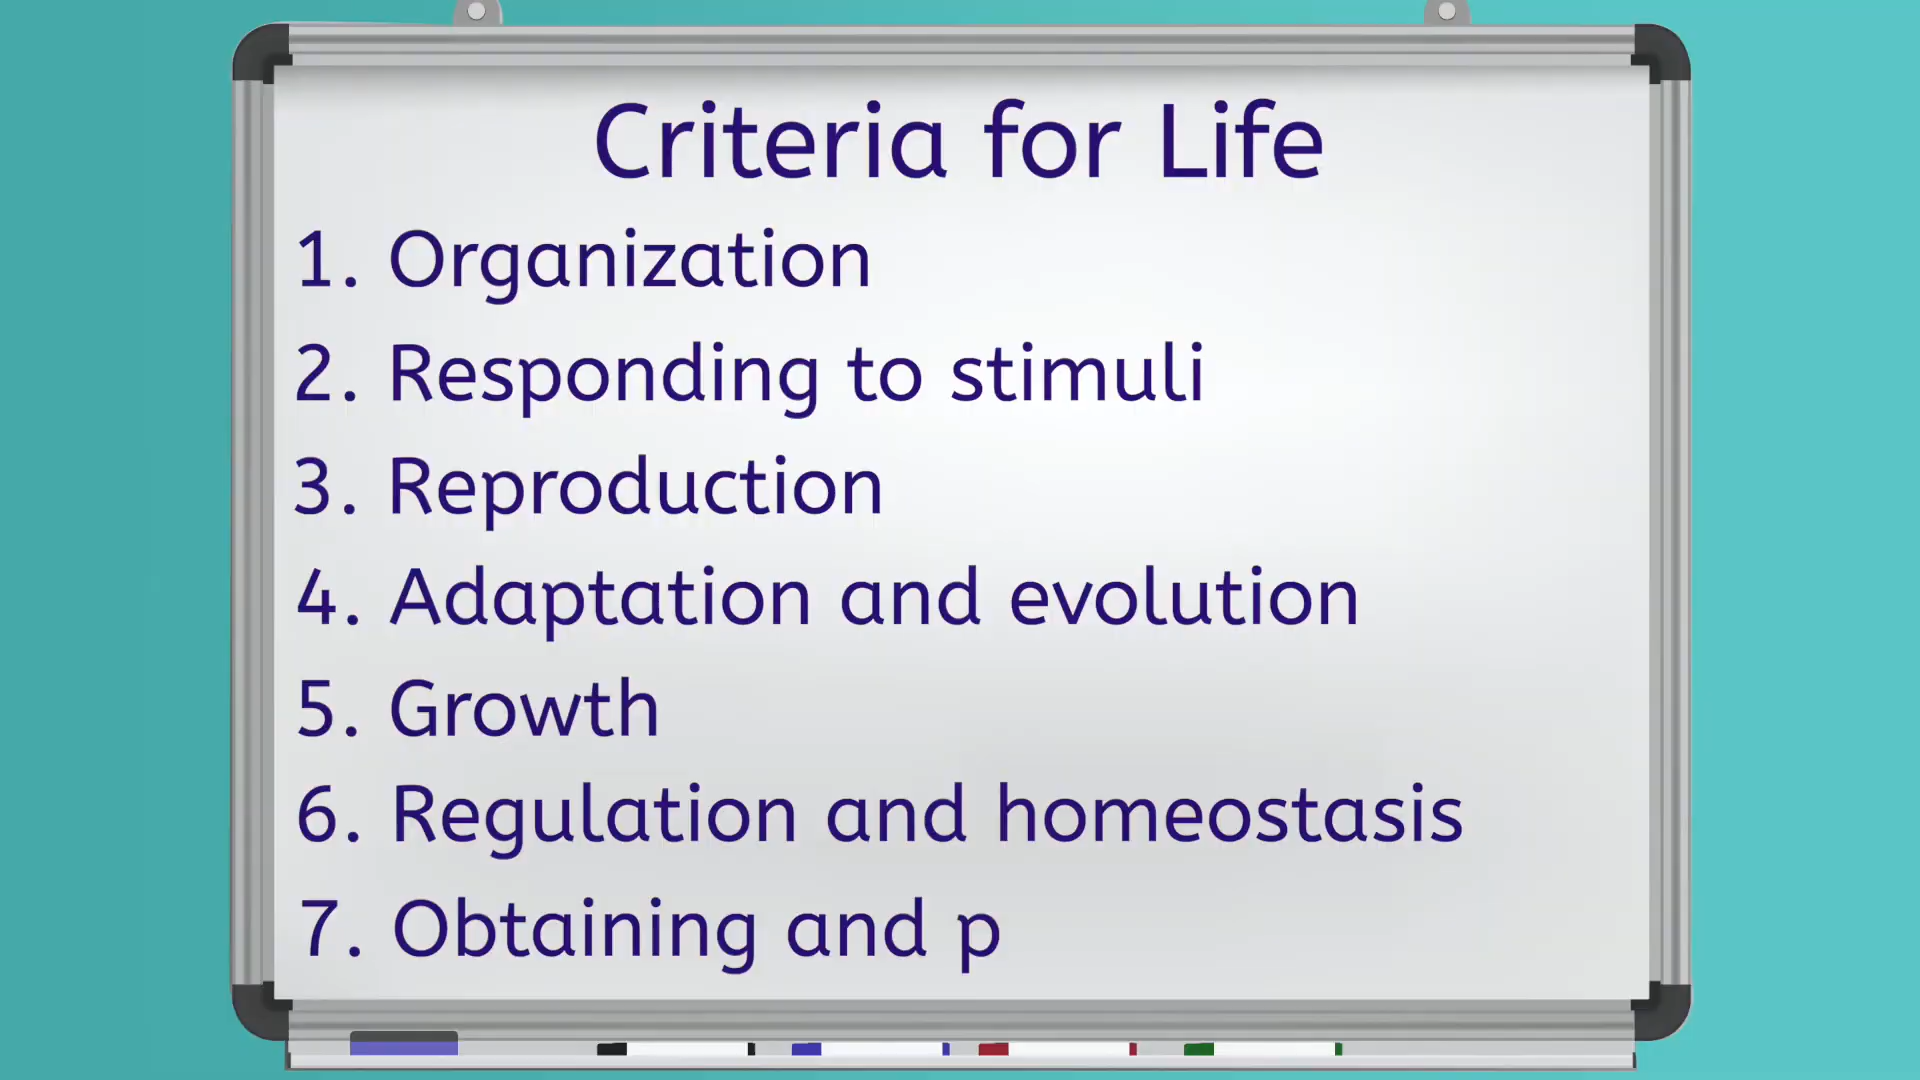 Criteria for Life
1. Organization
2. Responding to stimuli
3. Reproduction
4. Adaptation and evolution
5. Growth
6. Regulation and homeostasis
7. Obtaining and p